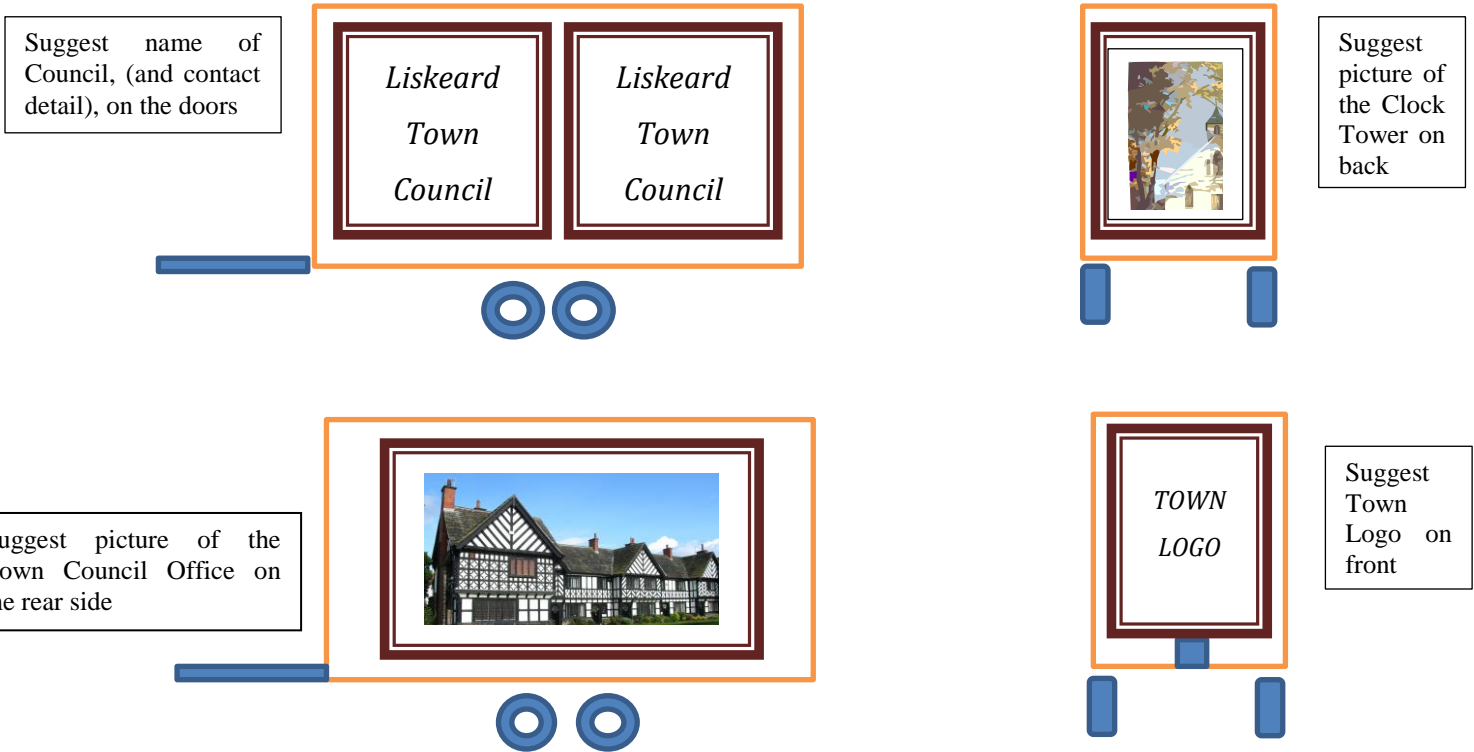 Suggest name of
Council, (and contact
detail), on the doors
Liskeard
Town
Council
Liskeard
Town
Council
Suggest
picture of
the Clock
Tower on
back
uggest picture of the
own Council Office on
he rear side
TOWN
LOGO
Suggest
Town
Logo on
front